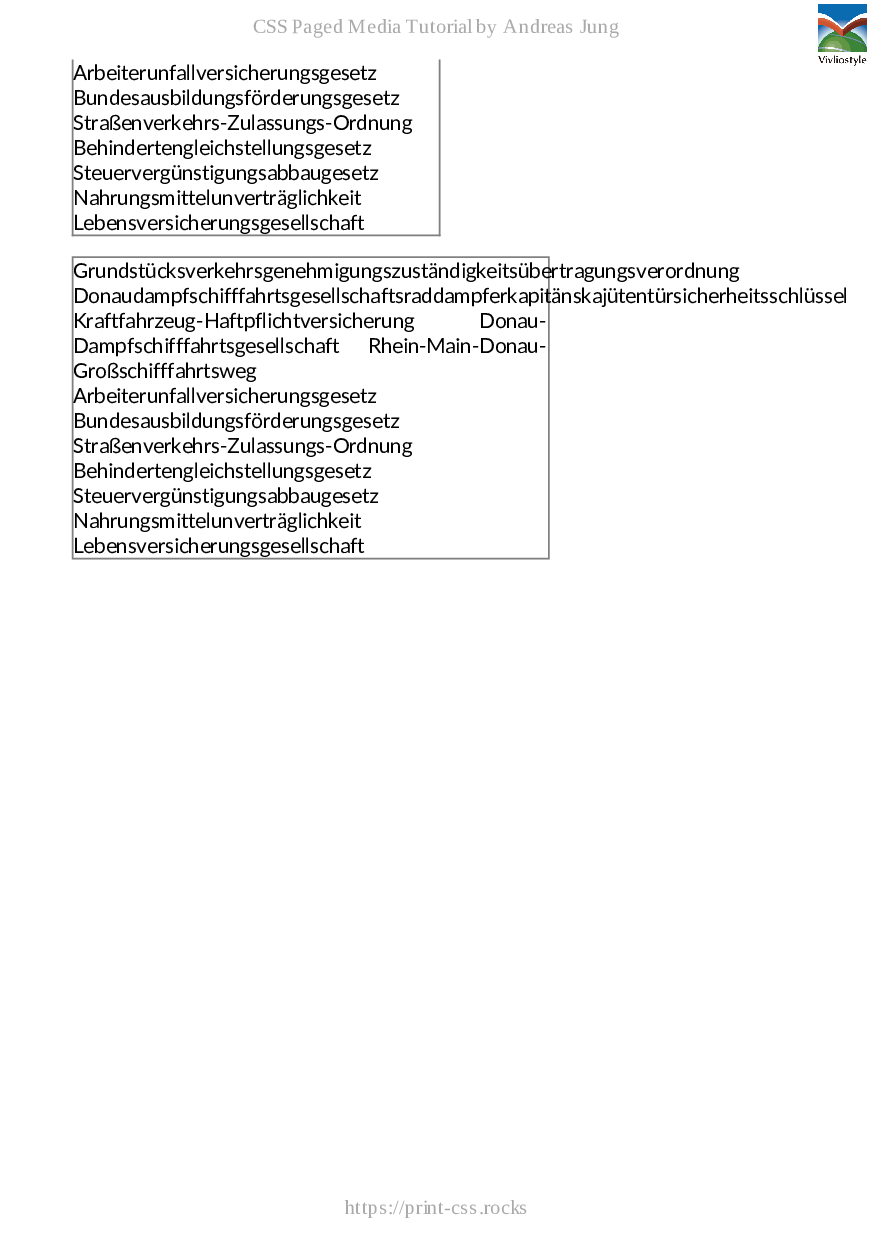 CSS Paged Media Tutorial by Andreas Jung
Vivliostyle
Arbeiterunfallversicherungsgesetz
Bundesausbildungsförderungsgesetz
Straßenverkehrs-Zulassungs-Ordnung
Behindertengleichstellungsgesetz
Steuervergünstigungsabbaugesetz
Nahrungsmittelunverträglichkeit
Lebensversicherungsgesellschaft
Grundstücksverkehrsgenehmigungszuständigkeitsübertragungsverordnung
Donaudampfschifffahrtsgesellschaftsraddampferkapitänskajütentürsicherheitsschlüssel
Kraftfahrzeug-Haftpflichtversicherung Donau-
Dampfschifffahrtsgesellschaft Rhein-Main-Donau-
Großschifffahrtsweg
Arbeiterunfallversicherungsgesetz
Bundesausbildungsförderungsgesetz
Straßenverkehrs-Zulassungs-Ordnung
Behindertengleichstellungsgesetz
Steuervergünstigungsabbaugesetz
Nahrungsmittelunverträglichkeit
Lebensversicherungsgesellschaft
https://print-css.rocks